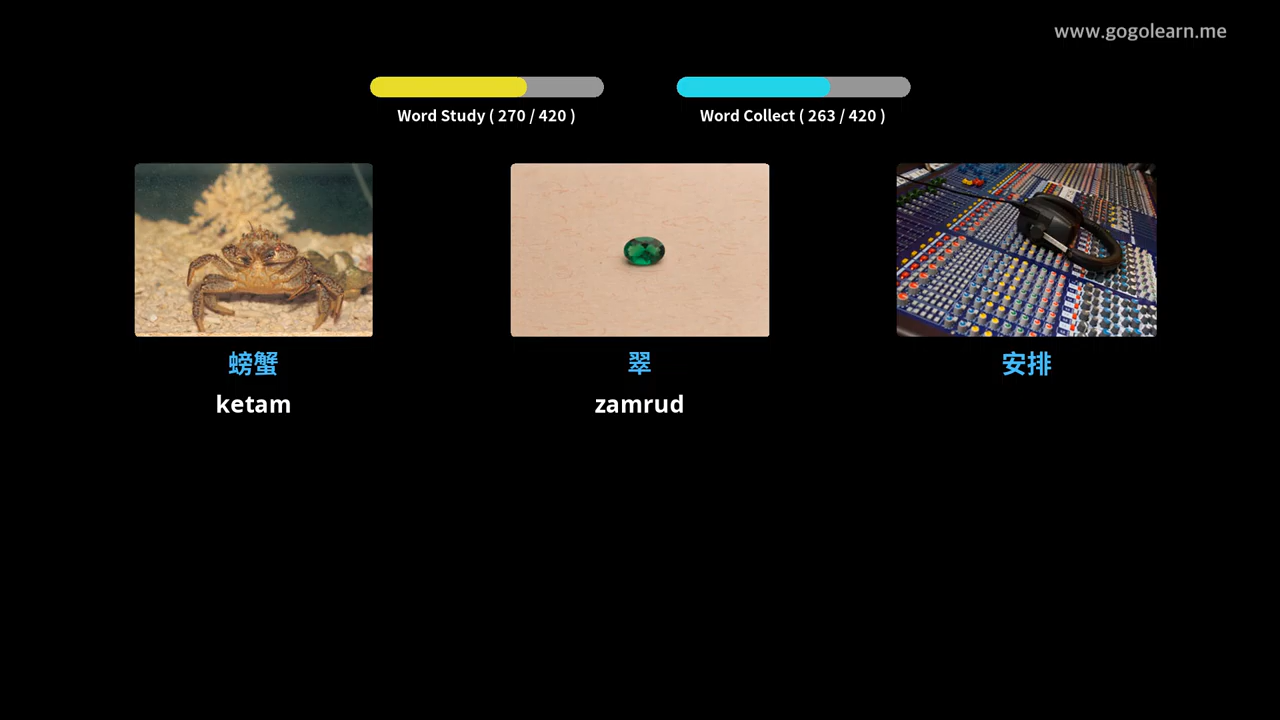 www.gogolearn.me
Word Study ( 270 / 420 )
Word Collect ( 263 / 420 )
螃蟹
翠
安排
ketam
zamrud